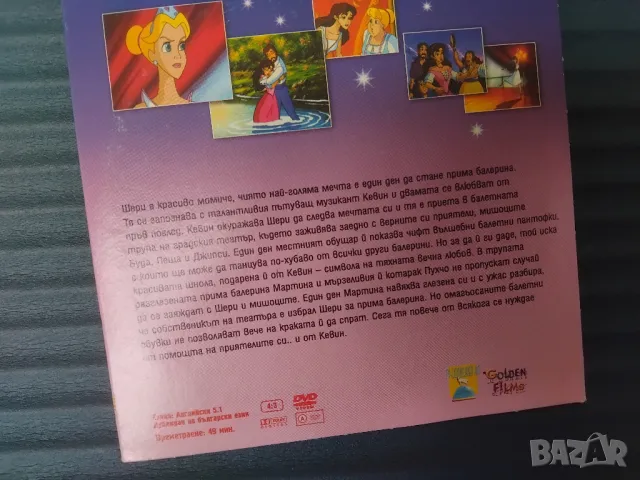 Шери е красиво момиче, чиято най-голяма мечта е един ден да стане прима балерина.
Тя се запознава с талантливия пътуващ музикант Кевин и двамата се влюбват от
пръв поглед. Кевин окуражава Шери да следва мечтата си и тя е приета в балетната
трупа на градския театър, където заживява заедно с верните си приятели, мишоците
Буда, Пеша и Джипси. Един ден местният обущар ѝ показва чифт вълшебни балетни пантофки,
с които ще може да танцува по-хубаво от всички други балерини. Но за да ѝ ги даде, той иска
красивата шнола, подарена ѝ от Кевин – символа на тяхната вечна любов. В трупата
разглезената прима балерина Мартина и мързеливия ѝ котарак Пухчо не пропускат случай
да се заяждат с Шери и мишоците. Един ден Мартина навяхва глезена си и с ужас разбира,
че собственикът на театъра е избрал Шери за прима балерина. Но омагьосаните балетни
обувки не позволяват вече на краката ѝ да спрат. Сега тя повече от всякога се нуждае
от помощта на приятелите си.. и от Кевин.
Английски 5.1
на български език
Времетраене: 49 мин.
4:3
DVD
VIDEO
GOLDEN
FILMS
BAZAR